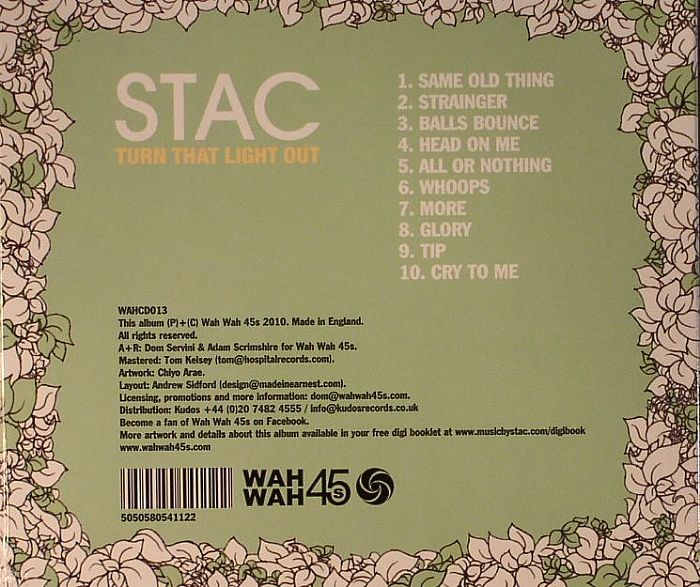 STAC
TURN THAT LIGHT OUT
1. SAME OLD THING
2. STRAINGER
3. BALLS BOUNCE
4. HEAD ON ME
5. ALL OR NOTHING
6. WHOOPS
7. MORE
8. GLORY
9. TIP
10. CRY TO ME
WAHCD013
This album (P)+(C) Wah Wah 45s 2010. Made in England.
All rights reserved.
A+R: Dom Servini & Adam Scrimshire for Wah Wah 45s.
Mastered: Tom Kelsey (tom@hospitalrecords.com).
Artwork: Chiyo Arae.
Layout: Andrew Sidford (design@madeinearnest.com).
Licensing, promotions and more information: dom@wahwah45s.com.
Distribution: Kudos +44 (0)20 7482 4555 / info@kudosrecords.co.uk
Become a fan of Wah Wah 45s on Facebook.
More artwork and details about this album available in your free digi booklet at www.musicbystac.com/digibook
www.wahwah45s.com
WAH
WAH 45s
5050580541122